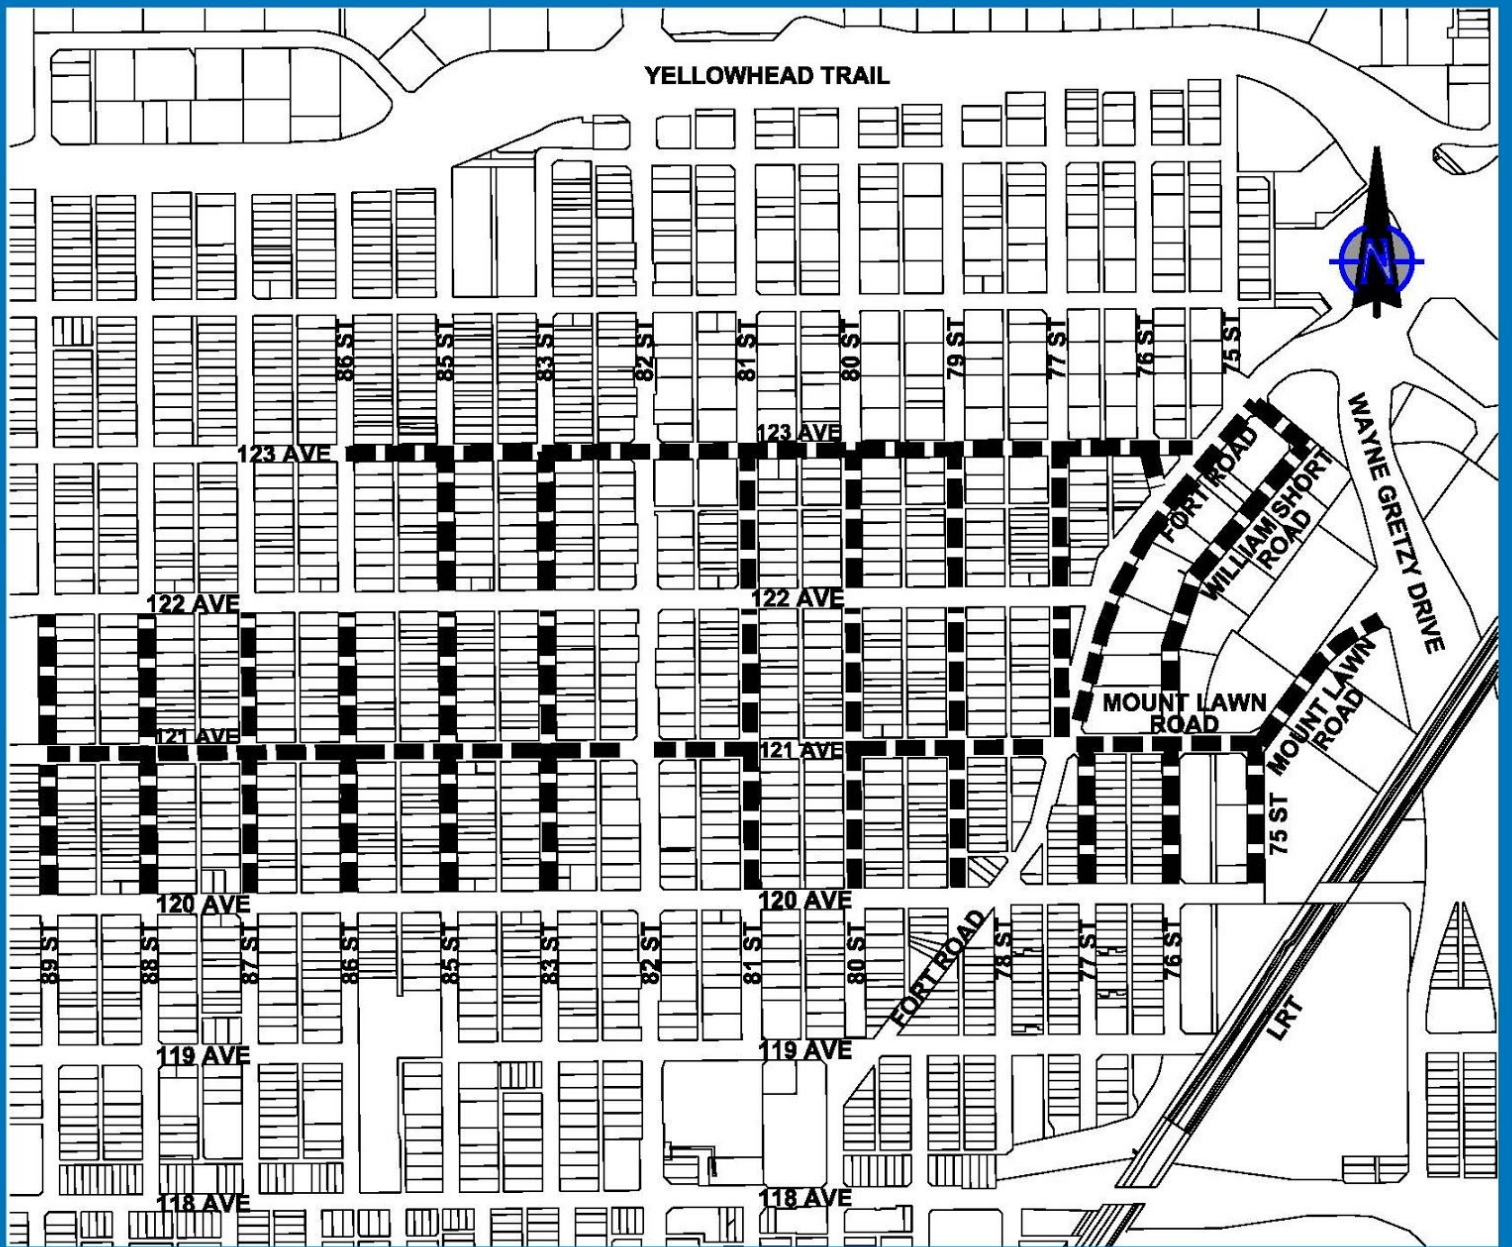 YELLOWHEAD TRAIL
N
86 ST
85 ST
83 ST
82 ST
81 ST
80 ST
79 ST
77 ST
76 ST
75 ST
WAYNE GRETZY DRIVE
123 AVE
123 AVE
FORT ROAD
WILLIAM SHORT
ROAD
122 AVE
122 AVE
MOUNT LAWN
ROAD
MOUNT LAWN
ROAD
121 AVE
121 AVE
75 ST
120 AVE
120 AVE
89 ST
88 ST
87 ST
86 ST
85 ST
83 ST
82 ST
81 ST
80 ST
FORT ROAD
78 ST
77 ST
76 ST
LRT
119 AVE
119 AVE
118 AVE
118 AVE